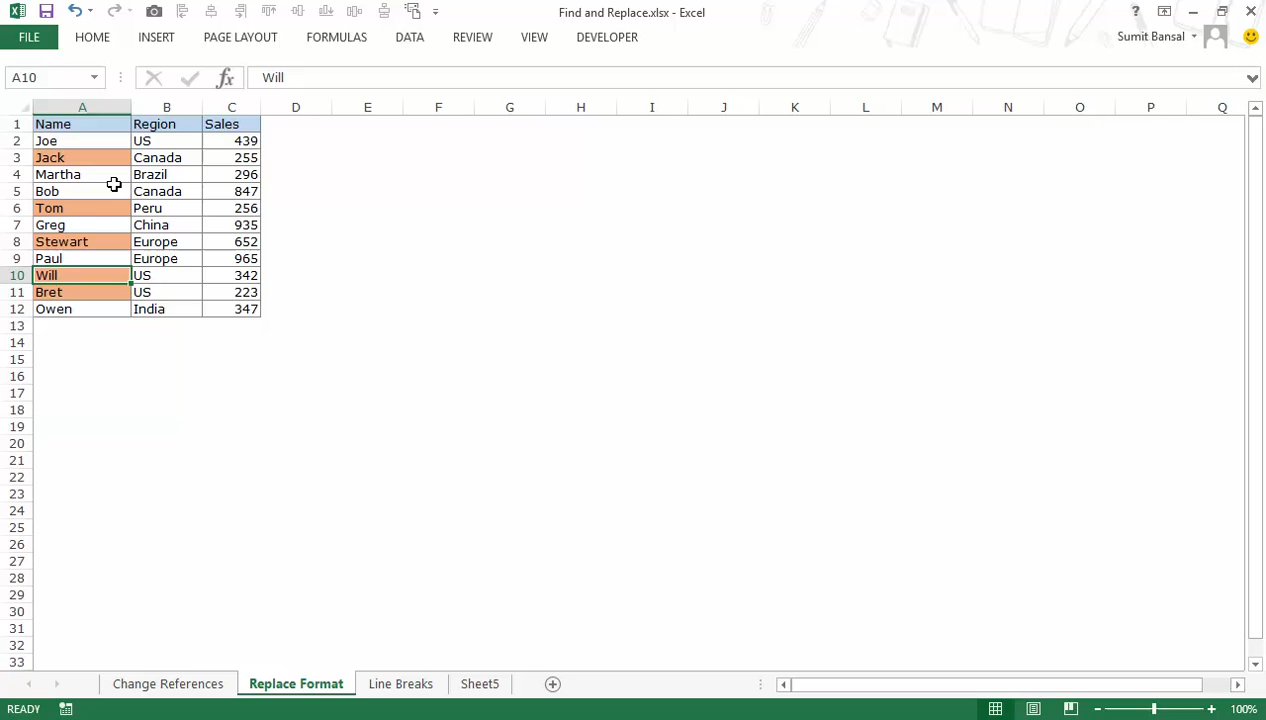 Find and Replace.xlsx - Excel
?
FILE HOME INSERT PAGE LAYOUT FORMULAS DATA REVIEW VIEW DEVELOPER Sumit Bansal
A10 fx Will
A B C D E F G H I J K L M N O P Q
1 Name Region Sales
2 Joe US 439
3 Jack Canada 255
4 Martha Brazil 296
5 Bob Canada 847
6 Tom Peru 256
7 Greg China 935
8 Stewart Europe 652
9 Paul Europe 965
10 Will US 342
11 Bret US 223
12 Owen India 347
13
14
15
16
17
18
19
20
21
22
23
24
25
26
27
28
29
30
31
32
33
Change References Replace Format Line Breaks Sheet5
READY 100%